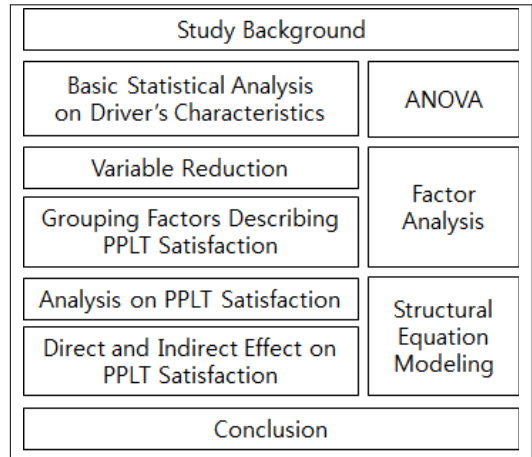 Study Background
Basic Statistical Analysis
on Driver's Characteristics
ANOVA
Variable Reduction
Grouping Factors Describing
PPLT Satisfaction
Factor
Analysis
Analysis on PPLT Satisfaction
Direct and Indirect Effect on
PPLT Satisfaction
Structural
Equation
Modeling
Conclusion